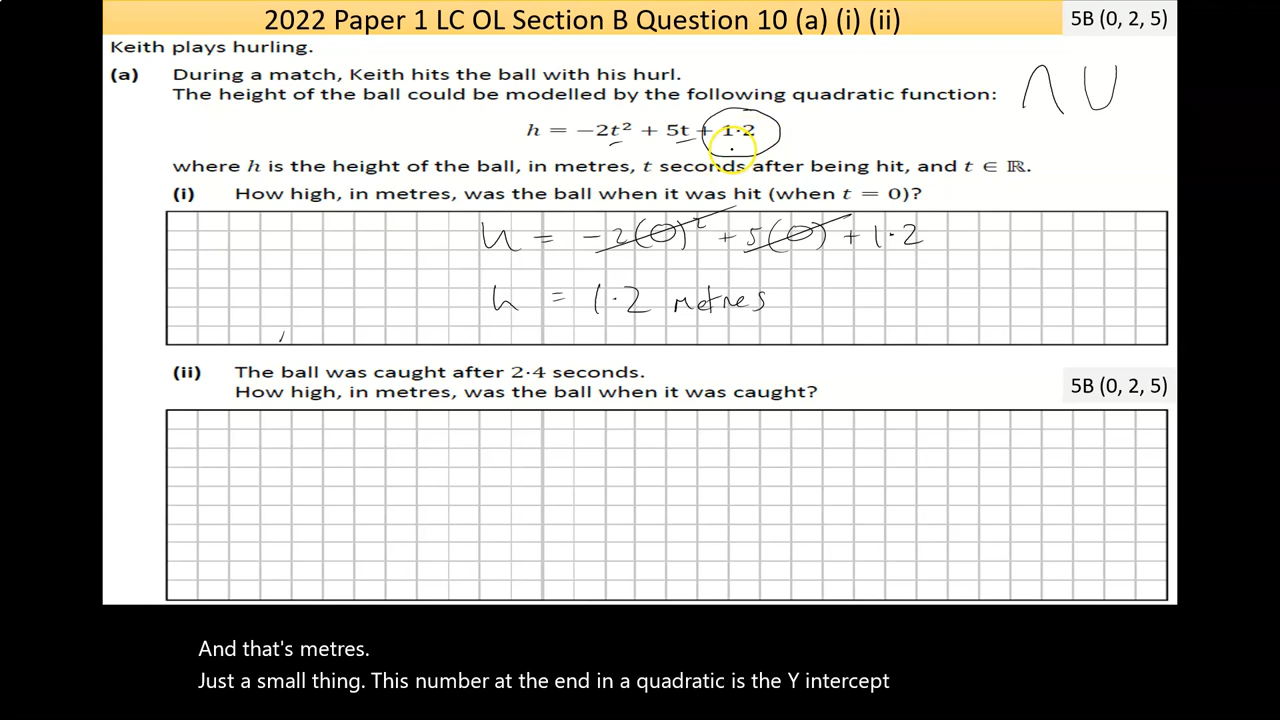 2022 Paper 1 LC OL Section B Question 10 (a) (i) (ii)
5B (0, 2, 5)
Keith plays hurling.
(a) During a match, Keith hits the ball with his hurl.
The height of the ball could be modelled by the following quadratic function:
h = −2t² + 5t + 1·2
where h is the height of the ball, in metres, t seconds after being hit, and t ∈ ℝ.
(i) How high, in metres, was the ball when it was hit (when t = 0)?
h = −2(0)² + 5(0) + 1·2
h = 1·2 metres
(ii) The ball was caught after 2·4 seconds.
How high, in metres, was the ball when it was caught?
5B (0, 2, 5)
And that's metres.
Just a small thing. This number at the end in a quadratic is the Y intercept